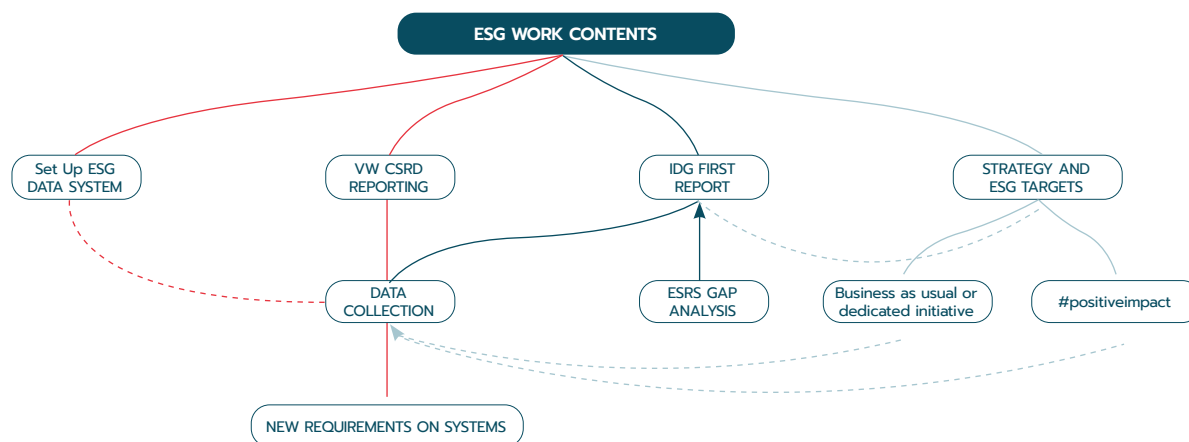 ESG WORK CONTENTS
Set Up ESG
DATA SYSTEM
VW CSRD
REPORTING
IDG FIRST
REPORT
STRATEGY AND
ESG TARGETS
DATA
COLLECTION
ESRS GAP
ANALYSIS
Business as usual or
dedicated initiative
#positiveimpact
NEW REQUIREMENTS ON SYSTEMS